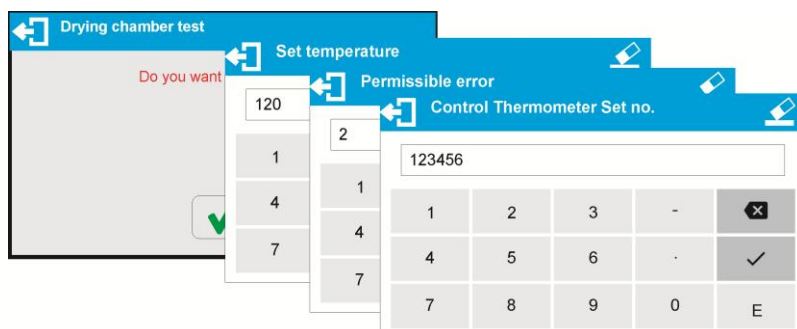 Drying chamber test
Do you want
Set temperature
120
1
4
7
Permissible error
2
1
4
7
Control Thermometer Set no.
123456
1 2 3 -
4 5 6 .
7 8 9 0 E